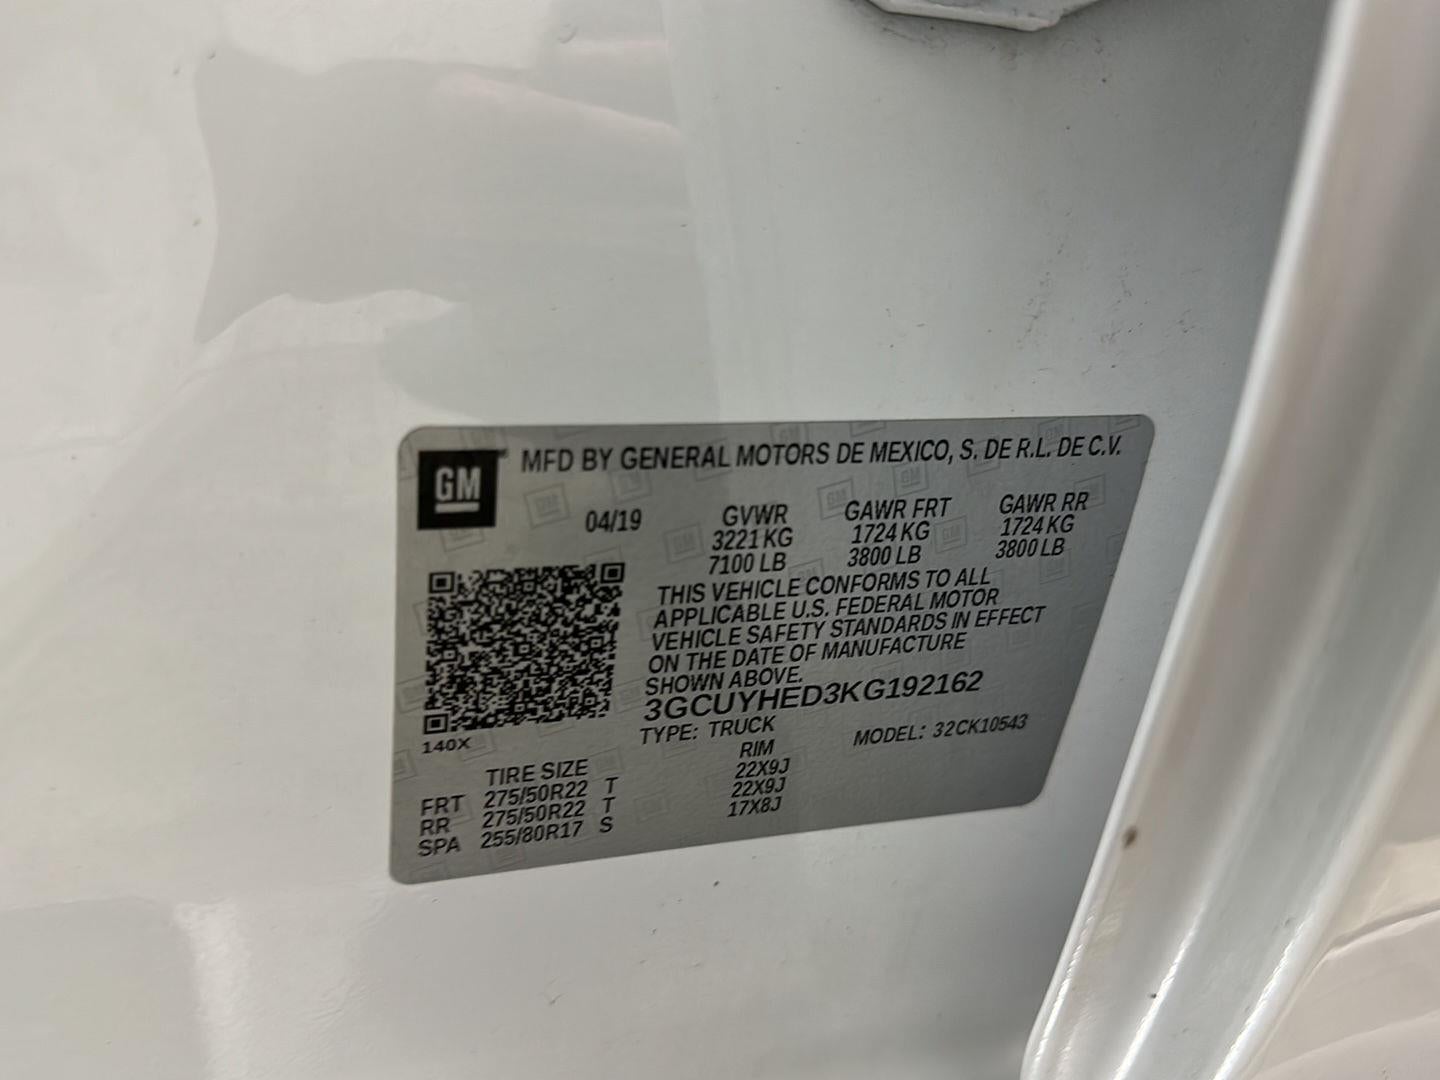 GM MFD BY GENERAL MOTORS DE MEXICO, S. DE R.L. DE C.V.
04/19 GVWR GAWR FRT GAWR RR
3221 KG 1724 KG 1724 KG
7100 LB 3800 LB 3800 LB
THIS VEHICLE CONFORMS TO ALL
APPLICABLE U.S. FEDERAL MOTOR
VEHICLE SAFETY STANDARDS IN EFFECT
ON THE DATE OF MANUFACTURE
SHOWN ABOVE.
3GCUYHED3KG192162
140X TYPE: TRUCK MODEL: 32CK10543
TIRE SIZE RIM
FRT 275/50R22 T 22X9J
RR 275/50R22 T 22X9J
SPA 255/80R17 S 17X8J